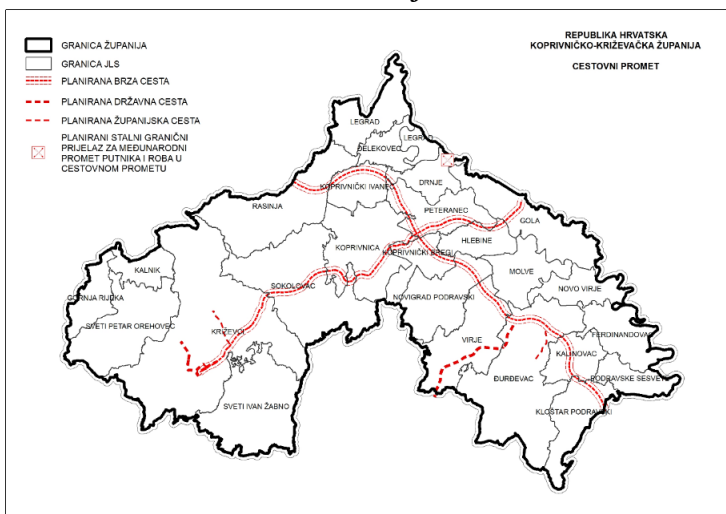 GRANICA ŽUPANIJA
GRANICA JLS
PLANIRANA BRZA CESTA
PLANIRANA DRŽAVNA CESTA
PLANIRANA ŽUPANIJSKA CESTA
PLANIRANI STALNI GRANIČNI
PRIJELAZ ZA MEĐUNARODNI
PROMET PUTNIKA I ROBA U
CESTOVNOM PROMETU
REPUBLIKA HRVATSKA
KOPRIVNIČKO-KRIŽEVAČKA ŽUPANIJA
CESTOVNI PROMET
LEGRAD
LEGRAD
ĐELEKOVEC
DRNJE
KOPRIVNIČKI IVANEC
RASINJA
PETERANEC
GOLA
HLEBINE
KOPRIVNICA
KOPRIVNIČKI BREGI
MOLVE
KALNIK
SOKOLOVAC
NOVO VIRJE
GORNJA RIJEKA
NOVIGRAD PODRAVSKI
SVETI PETAR OREHOVEC
KRIŽEVCI
FERDINANDOVAC
VIRJE
KALINOVAC
ĐURĐEVAC
PODRAVSKE SESVETE
SVETI IVAN ŽABNO
KLOŠTAR PODRAVSKI